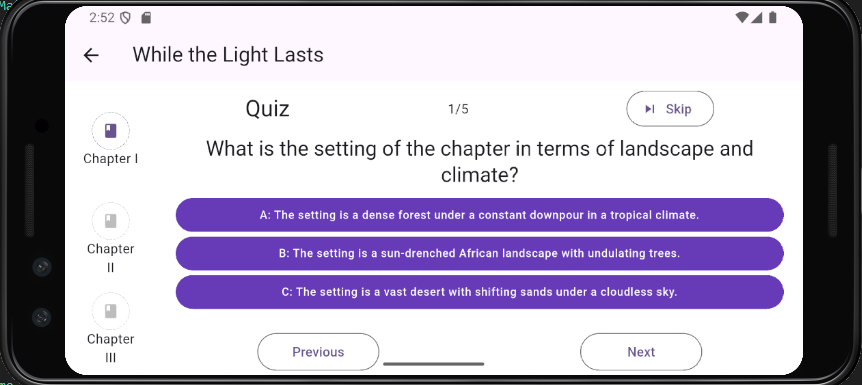 2:52
While the Light Lasts
Quiz
1/5
Skip
Chapter I
What is the setting of the chapter in terms of landscape and
climate?
A: The setting is a dense forest under a constant downpour in a tropical climate.
Chapter
II
B: The setting is a sun-drenched African landscape with undulating trees.
C: The setting is a vast desert with shifting sands under a cloudless sky.
Chapter
III
Previous
Next